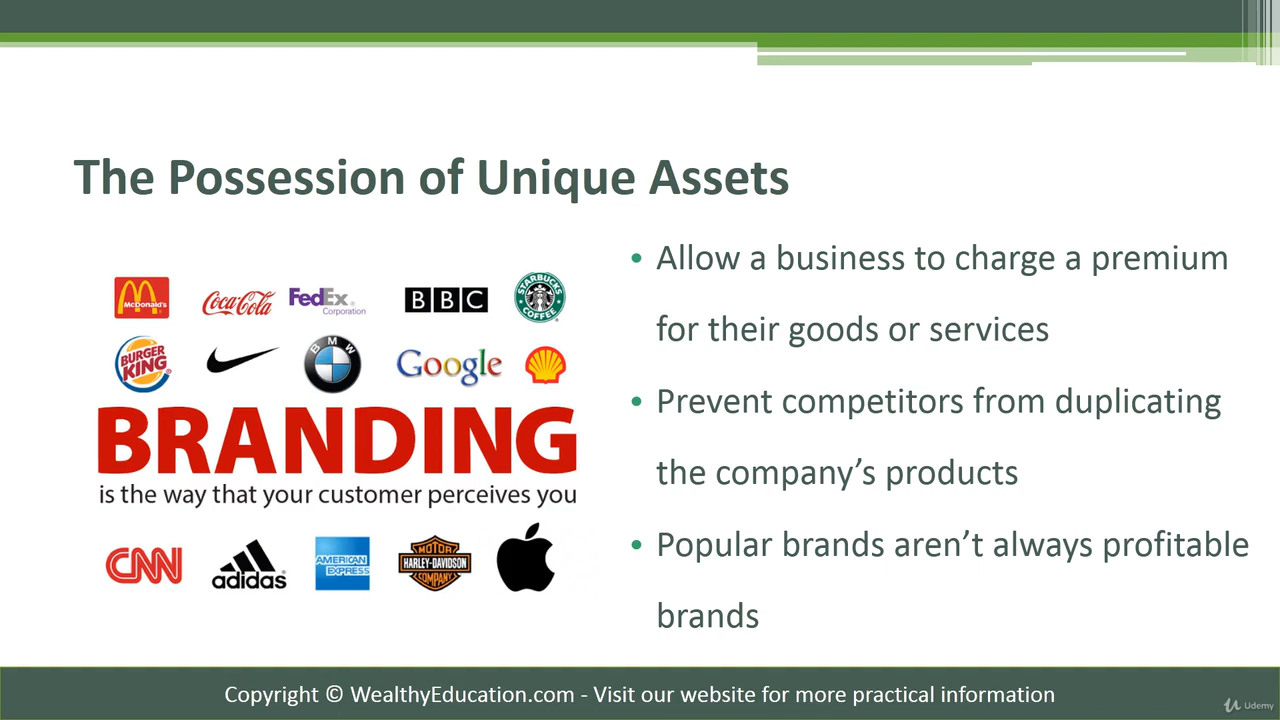 The Possession of Unique Assets
McDonald's
Coca-Cola
FedEx
Corporation
BBC
STARBUCKS
COFFEE
BURGER
KING
BMW
Google
BRANDING
is the way that your customer perceives you
CNN
adidas
AMERICAN
EXPRESS
MOTOR
HARLEY-DAVIDSON
COMPANY
• Allow a business to charge a premium
for their goods or services
• Prevent competitors from duplicating
the company’s products
• Popular brands aren’t always profitable
brands
Copyright © WealthyEducation.com - Visit our website for more practical information
Udemy